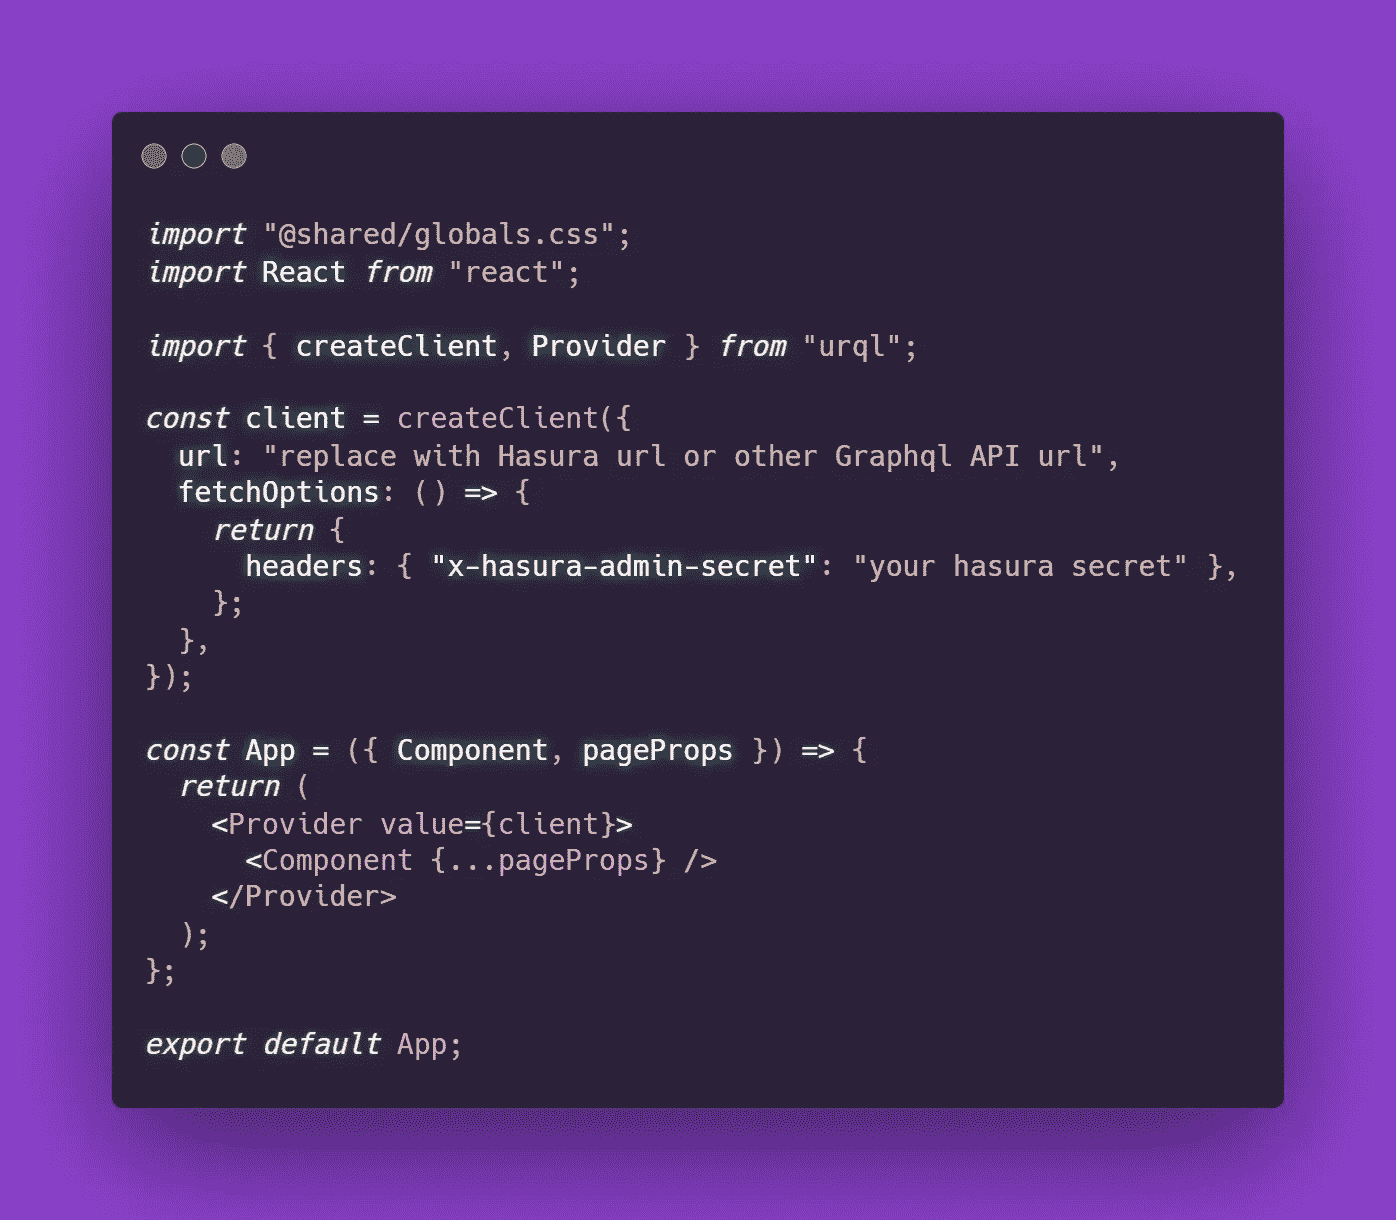 import "@shared/globals.css";
import React from "react";
import { createClient, Provider } from "urql";
const client = createClient({
  url: "replace with Hasura url or other Graphql API url",
  fetchOptions: () => {
    return {
      headers: { "x-hasura-admin-secret": "your hasura secret" },
    };
  },
});
const App = ({ Component, pageProps }) => {
  return (
    <Provider value={client}>
      <Component {...pageProps} />
    </Provider>
  );
};
export default App;